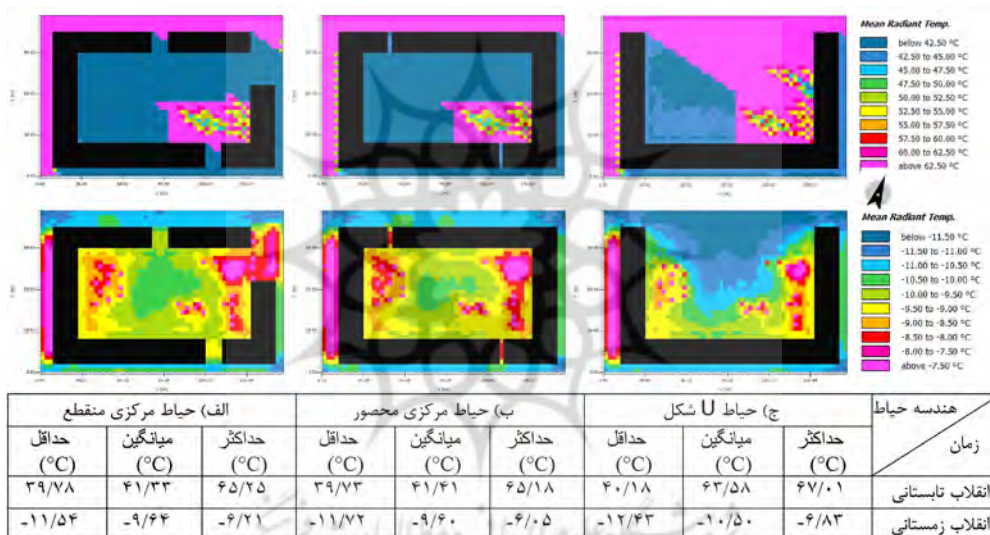 Mean Radiant Temp.
below 42.50 °C
42.50 to 45.00 °C
45.00 to 47.50 °C
47.50 to 50.00 °C
50.00 to 52.50 °C
52.50 to 55.00 °C
55.00 to 57.50 °C
57.50 to 60.00 °C
60.00 to 62.50 °C
above 62.50 °C
Mean Radiant Temp.
below -11.50 °C
-11.50 to -11.00 °C
-11.00 to -10.50 °C
-10.50 to -10.00 °C
-10.00 to -9.50 °C
-9.50 to -9.00 °C
-9.00 to -8.50 °C
-8.50 to -8.00 °C
-8.00 to -7.50 °C
above -7.50 °C
هندسه حیاط ج) حیاط U شکل ب) حیاط مرکزی محصور الف) حیاط مرکزی منقطع
زمان حداکثر میانگین حداقل حداکثر میانگین حداقل حداکثر میانگین حداقل
(°C) (°C) (°C) (°C) (°C) (°C) (°C) (°C) (°C)
انقلاب تابستانی ۶۷/۰۱ ۶۳/۵۸ ۴۰/۱۸ ۶۵/۱۸ ۴۱/۴۱ ۳۹/۷۳ ۶۵/۲۵ ۴۱/۳۳ ۳۹/۷۸
انقلاب زمستانی -۶/۸۳ -۱۰/۵۰ -۱۲/۴۳ -۶/۰۵ -۹/۶۰ -۱۱/۷۲ -۶/۲۱ -۹/۶۴ -۱۱/۵۴